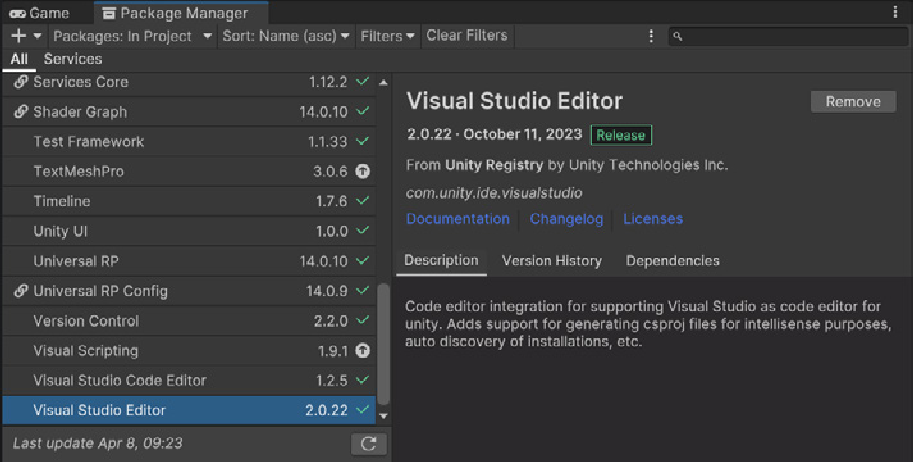 Game
Package Manager
Packages: In Project
Sort: Name (asc)
Filters
Clear Filters
All
Services
Services Core 1.12.2
Shader Graph 14.0.10
Test Framework 1.1.33
TextMeshPro 3.0.6
Timeline 1.7.6
Unity UI 1.0.0
Universal RP 14.0.10
Universal RP Config 14.0.9
Version Control 2.2.0
Visual Scripting 1.9.1
Visual Studio Code Editor 1.2.5
Visual Studio Editor 2.0.22
Last update Apr 8, 09:23
Visual Studio Editor
Remove
2.0.22 · October 11, 2023 Release
From Unity Registry by Unity Technologies Inc.
com.unity.ide.visualstudio
Documentation Changelog Licenses
Description Version History Dependencies
Code editor integration for supporting Visual Studio as code editor for
unity. Adds support for generating csproj files for intellisense purposes,
auto discovery of installations, etc.